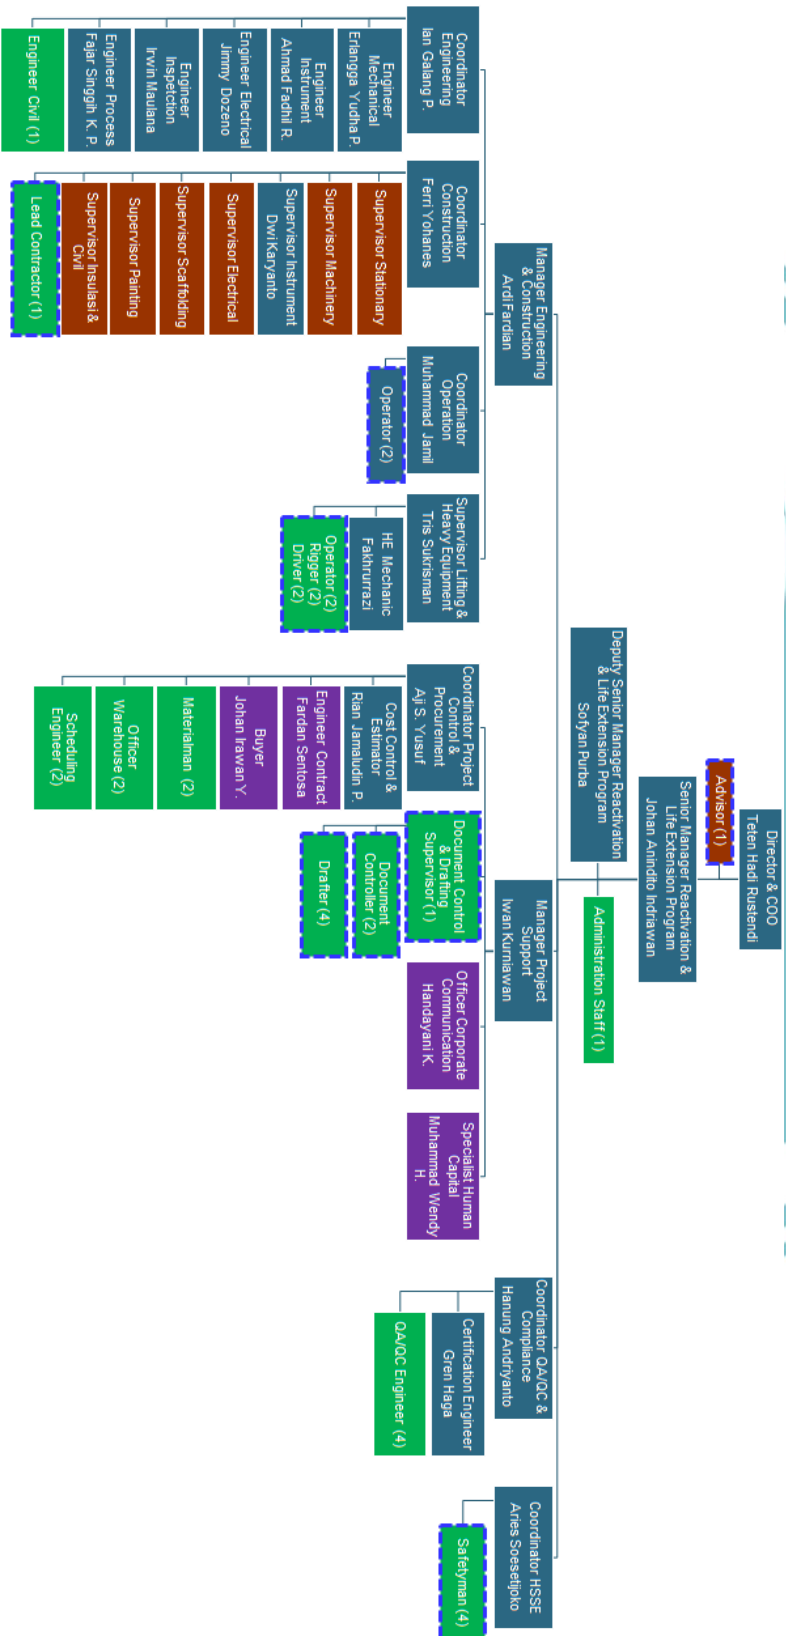 Director & COO
Teten Hadi Rustendi
Advisor (1)
Senior Manager Reactivation &
Life Extension Program
Johan Anindito Indriawan
Deputy Senior Manager Reactivation
& Life Extension Program
Sofyan Purba
Administration Staff (1)
Manager Engineering
& Construction
Ardi Fardian
Manager Project
Support
Iwan Kurniawan
Coordinator QA/QC &
Compliance
Hanung Andriyanto
Coordinator HSSE
Aries Soesetijoko
Coordinator
Engineering
Ian Galang P.
Engineer
Mechanical
Erlangga Yudha P.
Engineer
Instrument
Ahmad Fadhil R.
Engineer Electrical
Jimmy Dozeno
Engineer
Inspetction
Irwin Maulana
Engineer Process
Fajar Singgih K. P.
Engineer Civil (1)
Coordinator
Construction
Ferri Yohanes
Supervisor Stationary
Supervisor Machinery
Supervisor Instrument
Dwi Karyanto
Supervisor Electrical
Supervisor Scaffolding
Supervisor Painting
Supervisor Insulasi &
Civil
Lead Contractor (1)
Coordinator
Operation
Muhammad Jamil
Operator (2)
Supervisor Lifting &
Heavy Equipment
Tris Sukrisman
HE Mechanic
Fakhrurrazi
Operator (2)
Rigger (2)
Driver (2)
Coordinator Project
Control &
Procurement
Aji S. Yusuf
Cost Control &
Estimator
Rian Jamaludin P.
Engineer Contract
Fardan Sentosa
Buyer
Johan Irawan Y.
Materialman (2)
Officer
Warehouse (2)
Scheduling
Engineer (2)
Document Control
& Drafting
Supervisor (1)
Document
Controller (2)
Drafter (4)
Officer Corporate
Communication
Handayani K.
Specialist Human
Capital
Muhammad Wendy
H.
Certification Engineer
Gren Haga
QA/QC Engineer (4)
Safetyman (4)